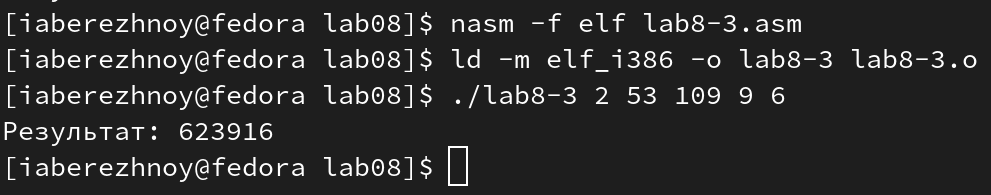 [iaberezhnoy@fedora lab08]$ nasm -f elf lab8-3.asm
[iaberezhnoy@fedora lab08]$ ld -m elf_i386 -o lab8-3 lab8-3.o
[iaberezhnoy@fedora lab08]$ ./lab8-3 2 53 109 9 6
Результат: 623916
[iaberezhnoy@fedora lab08]$